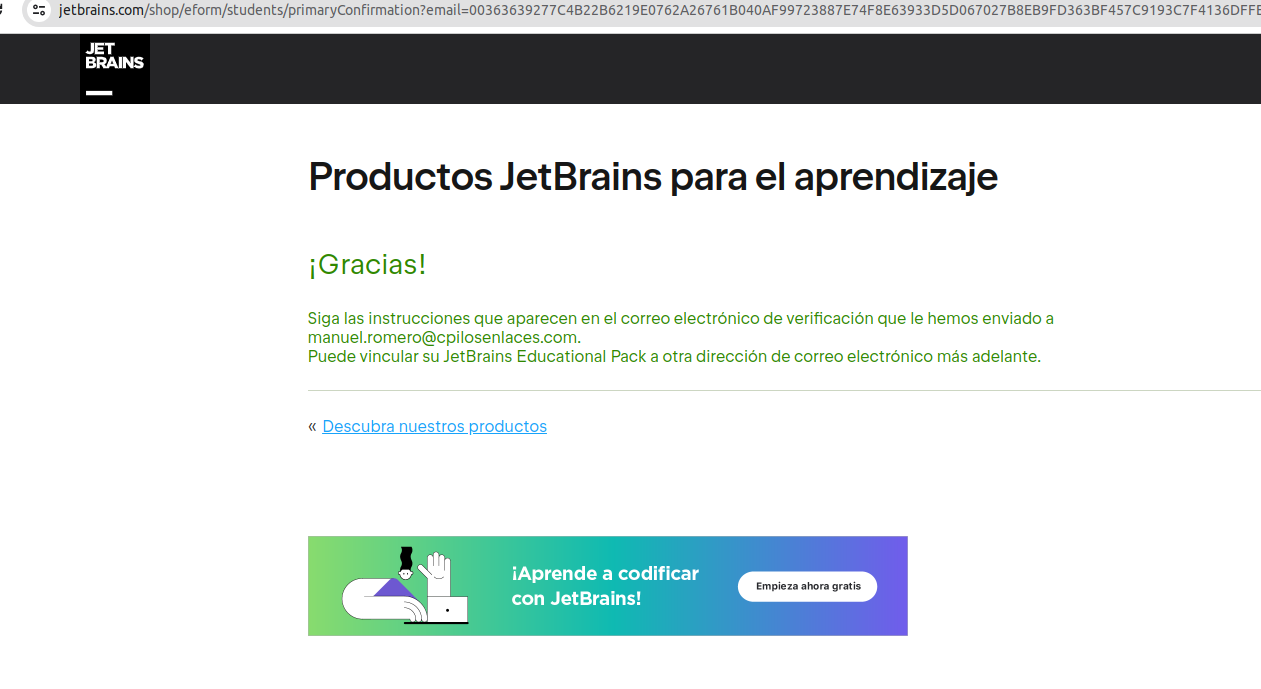 jetbrains.com/shop/eform/students/primaryConfirmation?email=00363639277C4B22B6219E0762A26761B040AF99723887E74F8E63933D5D067027B8EB9FD363BF457C9193C7F4136DFFE
JET
BRAINS
Productos JetBrains para el aprendizaje
¡Gracias!
Siga las instrucciones que aparecen en el correo electrónico de verificación que le hemos enviado a
manuel.romero@cpilosenlaces.com.
Puede vincular su JetBrains Educational Pack a otra dirección de correo electrónico más adelante.
« Descubra nuestros productos
¡Aprende a codificar
con JetBrains!
Empieza ahora gratis